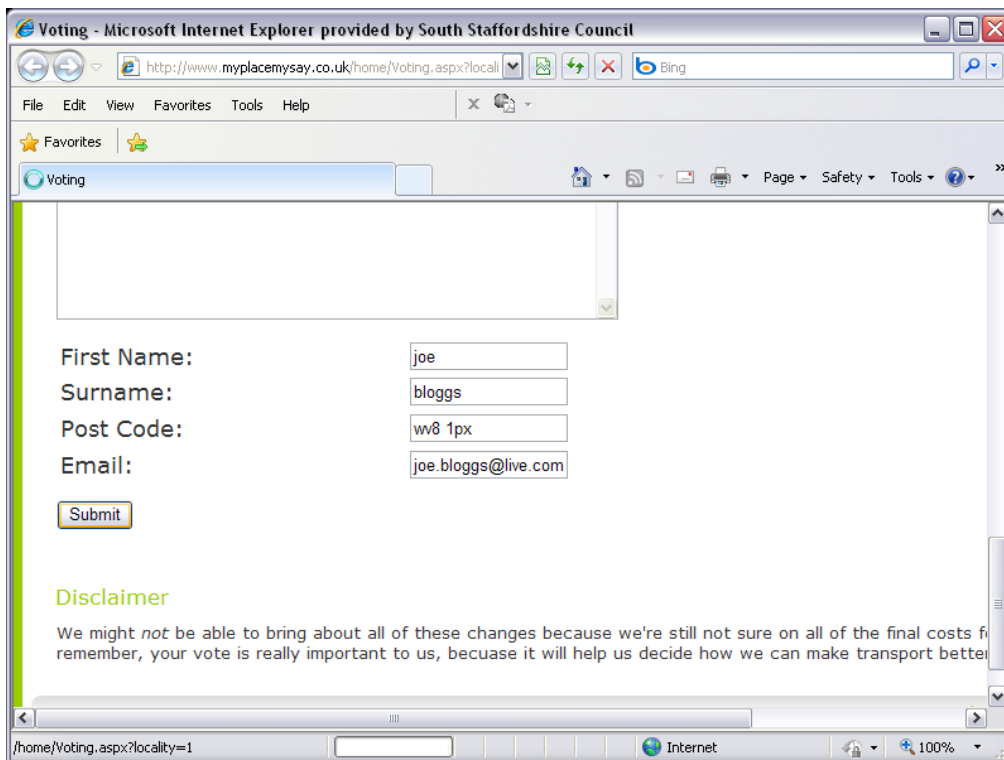 Voting - Microsoft Internet Explorer provided by South Staffordshire Council
http://www.myplacemysay.co.uk/home/Voting.aspx?locali
Bing
File Edit View Favorites Tools Help
x
Favorites
Voting
Page Safety Tools
First Name: joe
Surname: bloggs
Post Code: wv8 1px
Email: joe.bloggs@live.com
Submit
Disclaimer
We might not be able to bring about all of these changes because we're still not sure on all of the final costs f
remember, your vote is really important to us, becuase it will help us decide how we can make transport better
/home/Voting.aspx?locality=1 Internet 100%